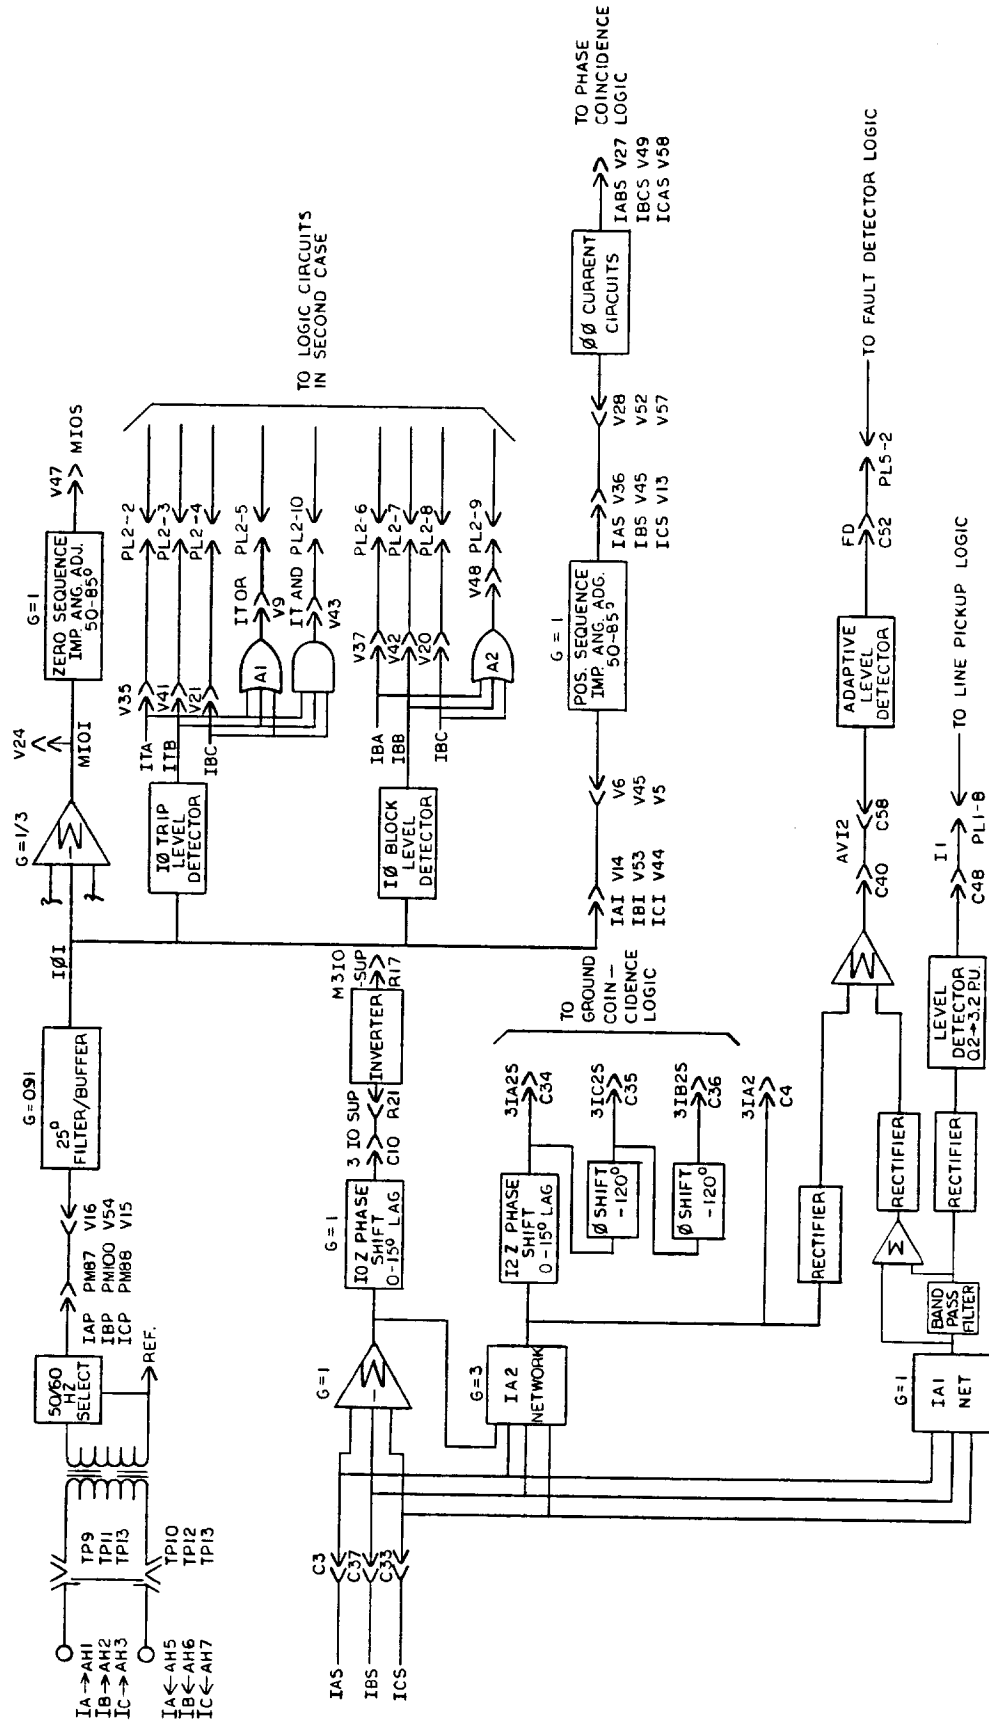 IA→AH1
IB→AH2
IC→AH3
IA←AH5
IB←AH6
IC←AH7
TP9
TP11
TP13
TP10
TP12
TP13
50/60
HZ
SELECT
REF.
IAP PM87 V16
IBP PM100 V54
ICP PM88 V15
G=0.91
25°
FILTER/BUFFER
IØI
G=1/3
-Σ
V24
MIOI
G=1
ZERO SEQUENCE
IMP. ANG. ADJ.
50-85°
V47
MIOS
IØ TRIP
LEVEL
DETECTOR
ITA
ITB
IBC
V35
V41
V21
PL2-2
PL2-3
PL2-4
A1
IT OR
V9
PL2-5
IT AND
V43
PL2-10
TO LOGIC CIRCUITS
IN SECOND CASE
IØ BLOCK
LEVEL
DETECTOR
IBA
IBB
IBC
V37
V42
V20
PL2-6
PL2-7
PL2-8
A2
V48
PL2-9
IAI V14
IBI V53
ICI V44
V6
V45
V5
G = 1
POS. SEQUENCE
IMP. ANG. ADG.
50-85°
IAS V36
IBS V45
ICS V13
V28
V52
V57
ØØ CURRENT
CIRCUITS
IABS V27
IBCS V49
ICAS V58
TO PHASE
COINCIDENCE
LOGIC
IAS
IBS
ICS
C3
C37
C33
G=1
-Σ
G=1
I0 Z PHASE
SHIFT
0-15° LAG
3 IO SUP
C10
R21
INVERTER
M3IO
-SUP
R17
G=3
IA2
NETWORK
I2 Z PHASE
SHIFT
0-15° LAG
3IA2S
C34
Ø SHIFT
-120°
3IC2S
C35
Ø SHIFT
-120°
3IB2S
C36
3IA2
C4
TO
GROUND
COIN-
CIDENCE
LOGIC
RECTIFIER
G=1
IA1
NET
BAND
PASS
FILTER
Σ
RECTIFIER
RECTIFIER
Σ
AVI2
C40
C58
ADAPTIVE
LEVEL
DETECTOR
FD
C52
PL5-2
TO FAULT DETECTOR LOGIC
LEVEL
DETECTOR
0.2→3.2 P.U.
I1
C48
PL1-8
TO LINE PICKUP LOGIC